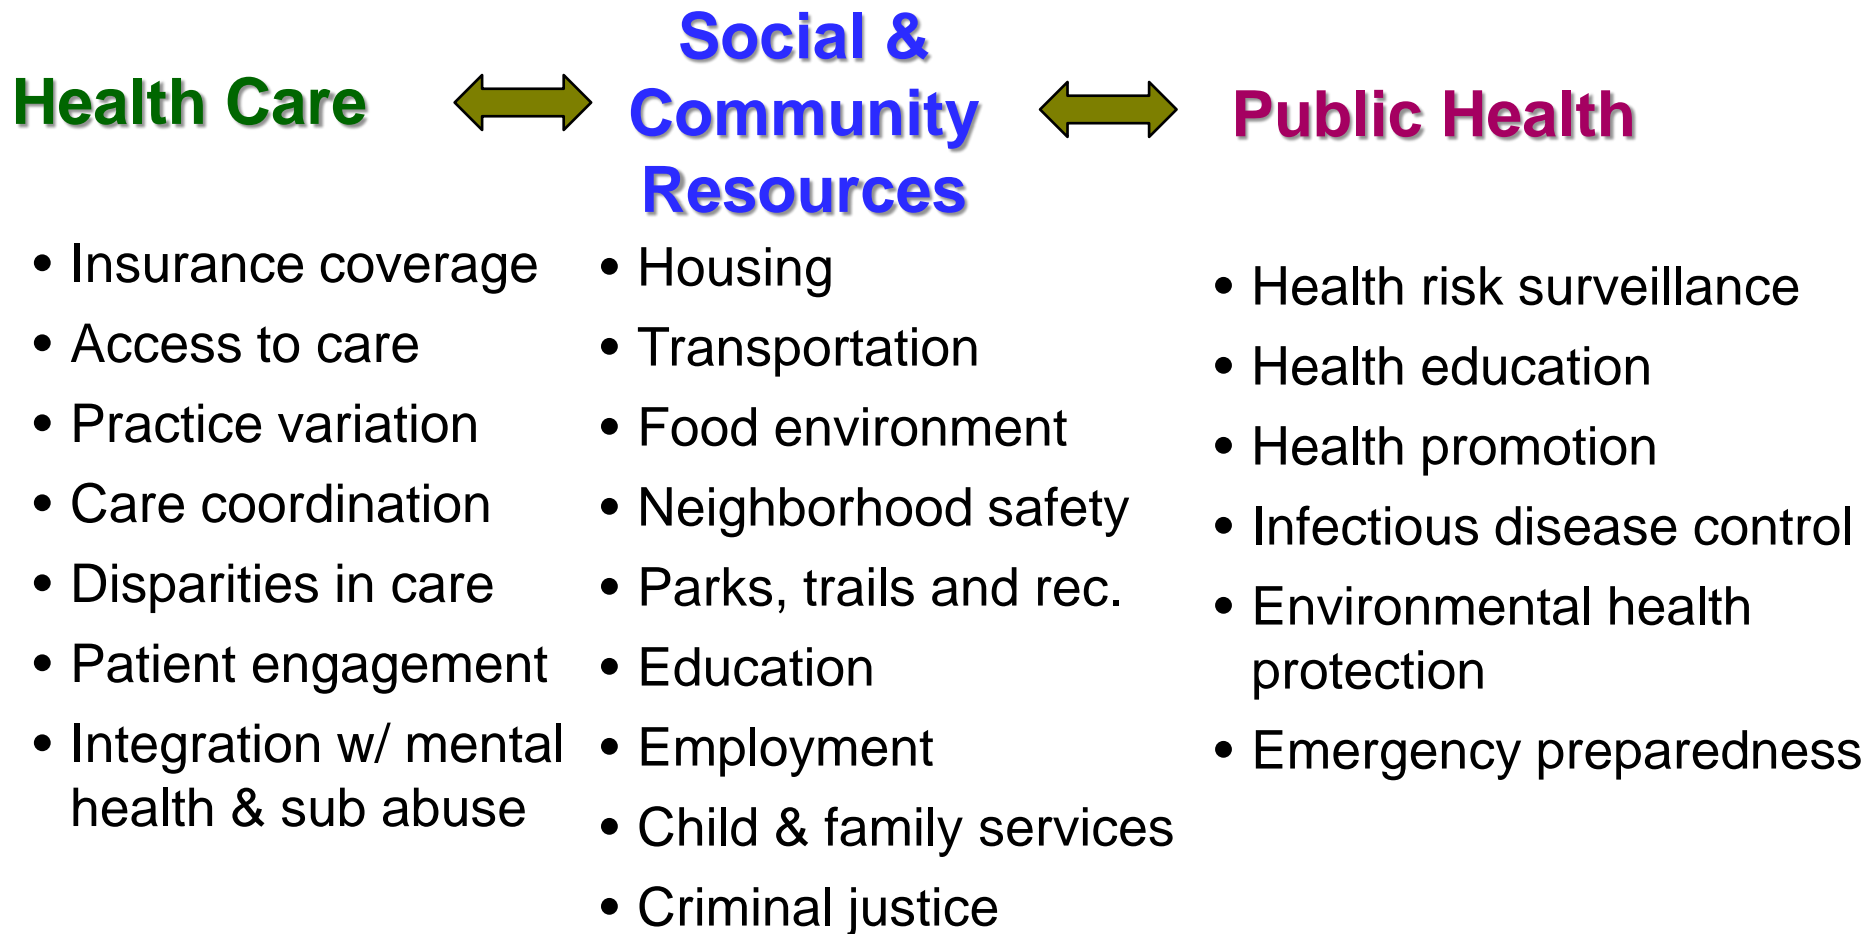 Health Care
Social &
Community
Resources
Public Health
• Insurance coverage
• Access to care
• Practice variation
• Care coordination
• Disparities in care
• Patient engagement
• Integration w/ mental
health & sub abuse
• Housing
• Transportation
• Food environment
• Neighborhood safety
• Parks, trails and rec.
• Education
• Employment
• Child & family services
• Criminal justice
• Health risk surveillance
• Health education
• Health promotion
• Infectious disease control
• Environmental health
protection
• Emergency preparedness